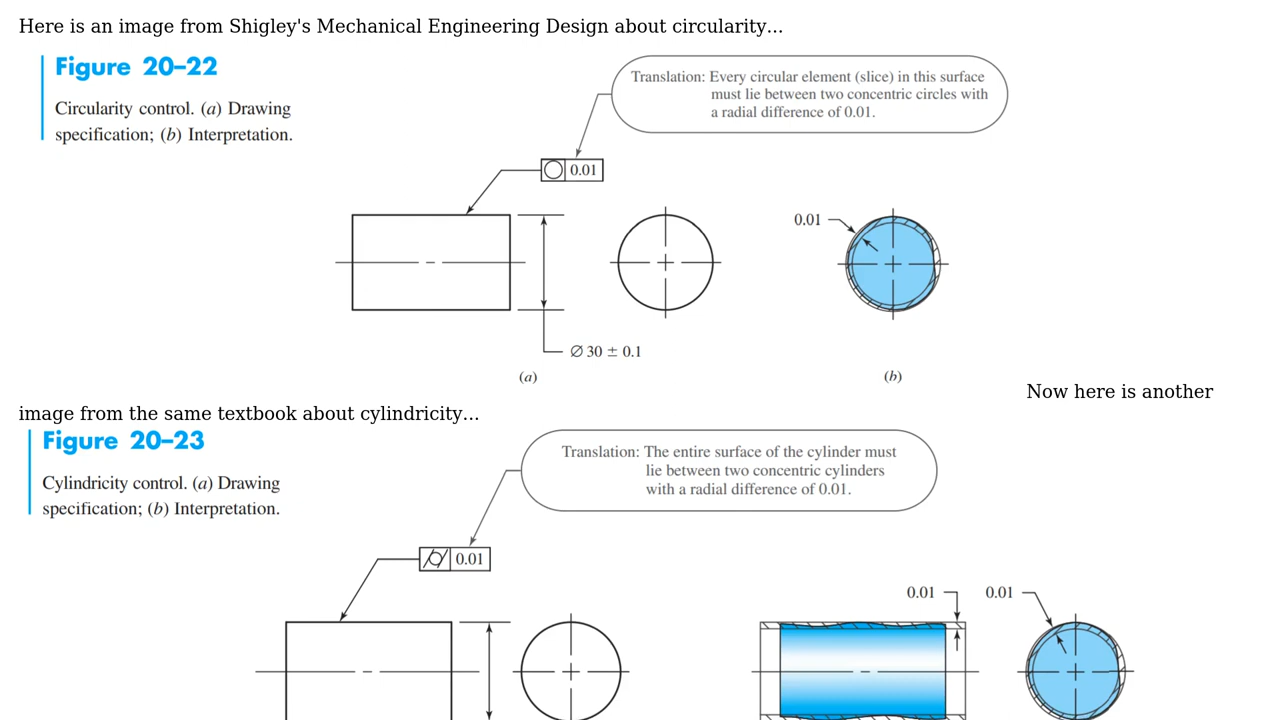 Here is an image from Shigley's Mechanical Engineering Design about circularity...
Figure 20–22
Circularity control. (a) Drawing
specification; (b) Interpretation.
Translation: Every circular element (slice) in this surface
must lie between two concentric circles with
a radial difference of 0.01.
0.01
0.01
∅ 30 ± 0.1
(a)
(b)
Now here is another
image from the same textbook about cylindricity...
Figure 20–23
Cylindricity control. (a) Drawing
specification; (b) Interpretation.
Translation: The entire surface of the cylinder must
lie between two concentric cylinders
with a radial difference of 0.01.
0.01
0.01
0.01